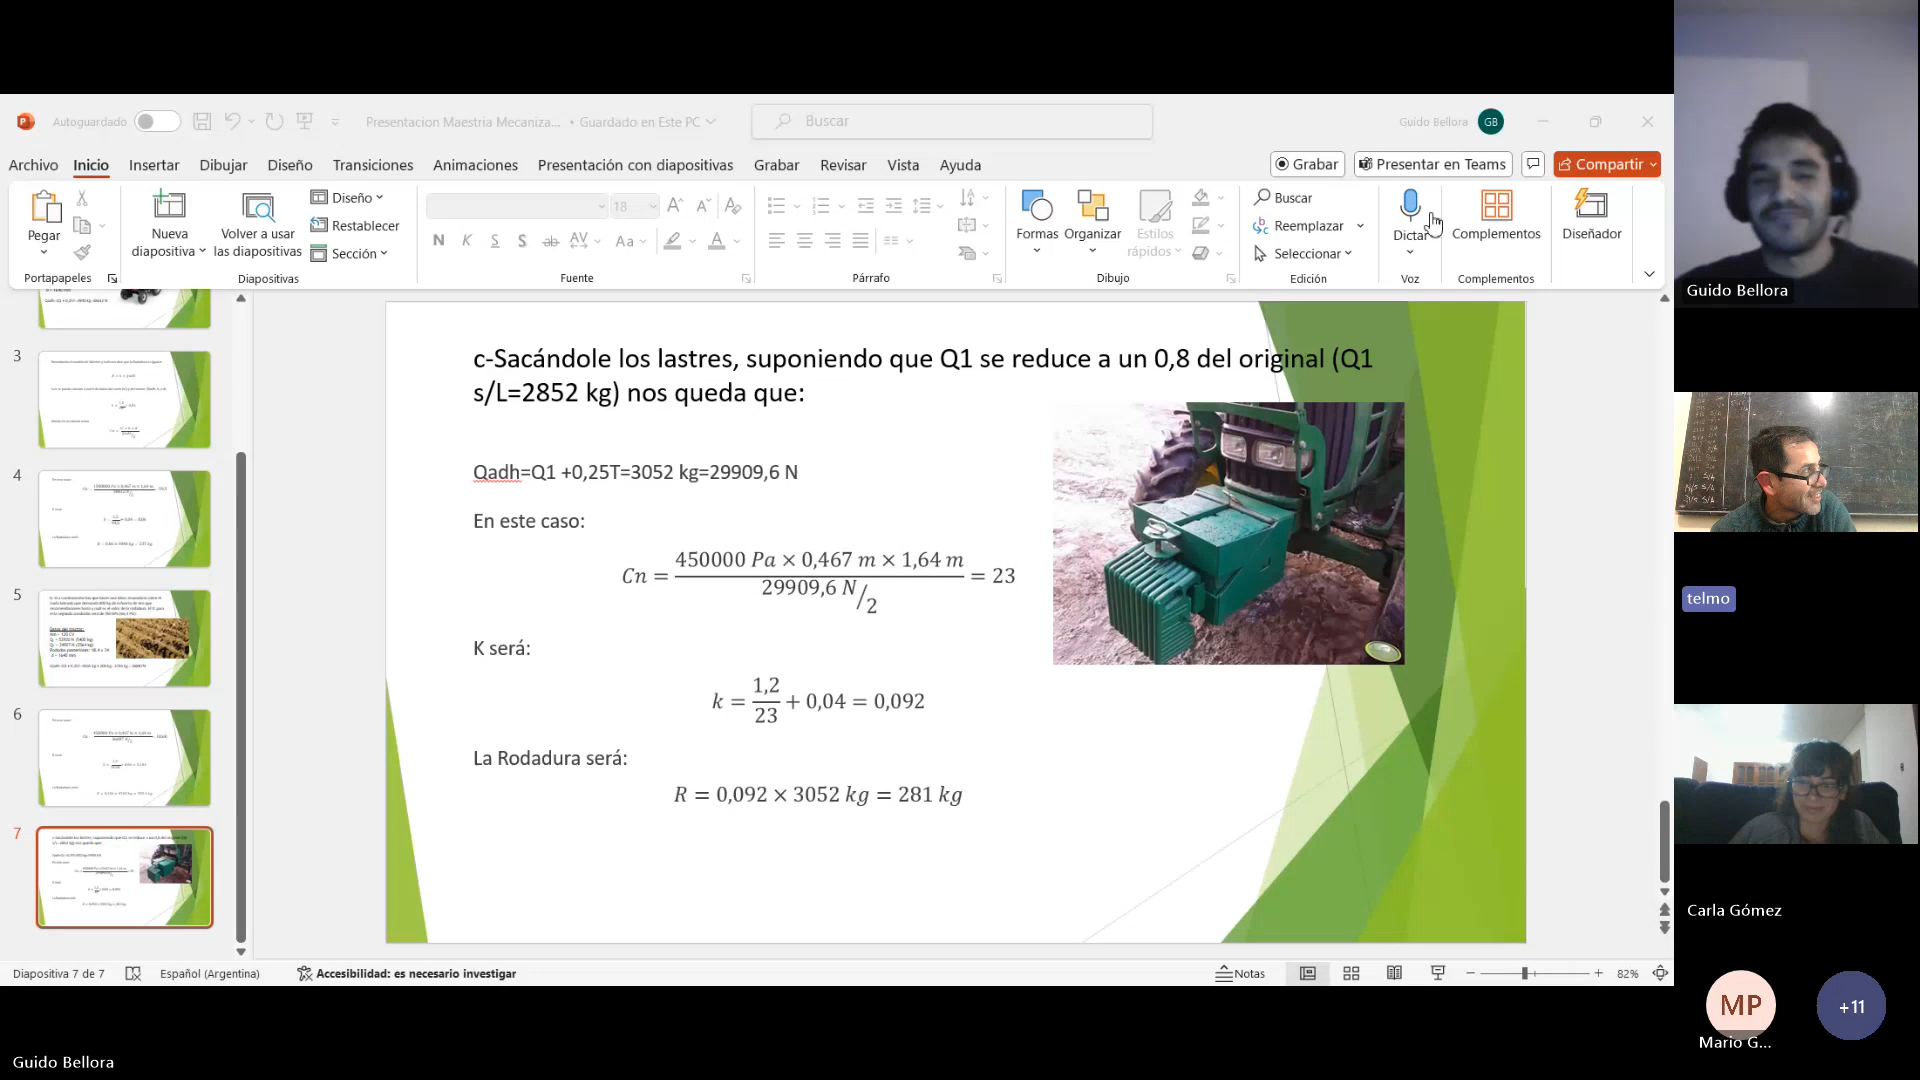 Autoguardado
Presentacion Maestria Mecaniza... • Guardado en Este PC
Buscar
Guido Bellora
GB
Archivo
Inicio
Insertar
Dibujar
Diseño
Transiciones
Animaciones
Presentación con diapositivas
Grabar
Revisar
Vista
Ayuda
Grabar
Presentar en Teams
Compartir
Pegar
Portapapeles
Nueva diapositiva
Volver a usar las diapositivas
Diseño
Restablecer
Sección
Diapositivas
18
N K S S ab AV Aa A
Fuente
Párrafo
Formas
Organizar
Estilos rápidos
Dibujo
Buscar
Reemplazar
Seleccionar
Edición
Dictar
Voz
Complementos
Complementos
Diseñador
3
4
5
6
7
c-Sacándole los lastres, suponiendo que Q1 se reduce a un 0,8 del original (Q1
s/L=2852 kg) nos queda que:
Qadh=Q1 +0,25T=3052 kg=29909,6 N
En este caso:
Cn = 450000 Pa × 0,467 m × 1,64 m / 29909,6 N/2 = 23
K será:
k = 1,2/23 + 0,04 = 0,092
La Rodadura será:
R = 0,092 × 3052 kg = 281 kg
Diapositiva 7 de 7
Español (Argentina)
Accesibilidad: es necesario investigar
Notas
82%
Guido Bellora
telmo
Carla Gómez
MP
Mario G...
+11
Guido Bellora